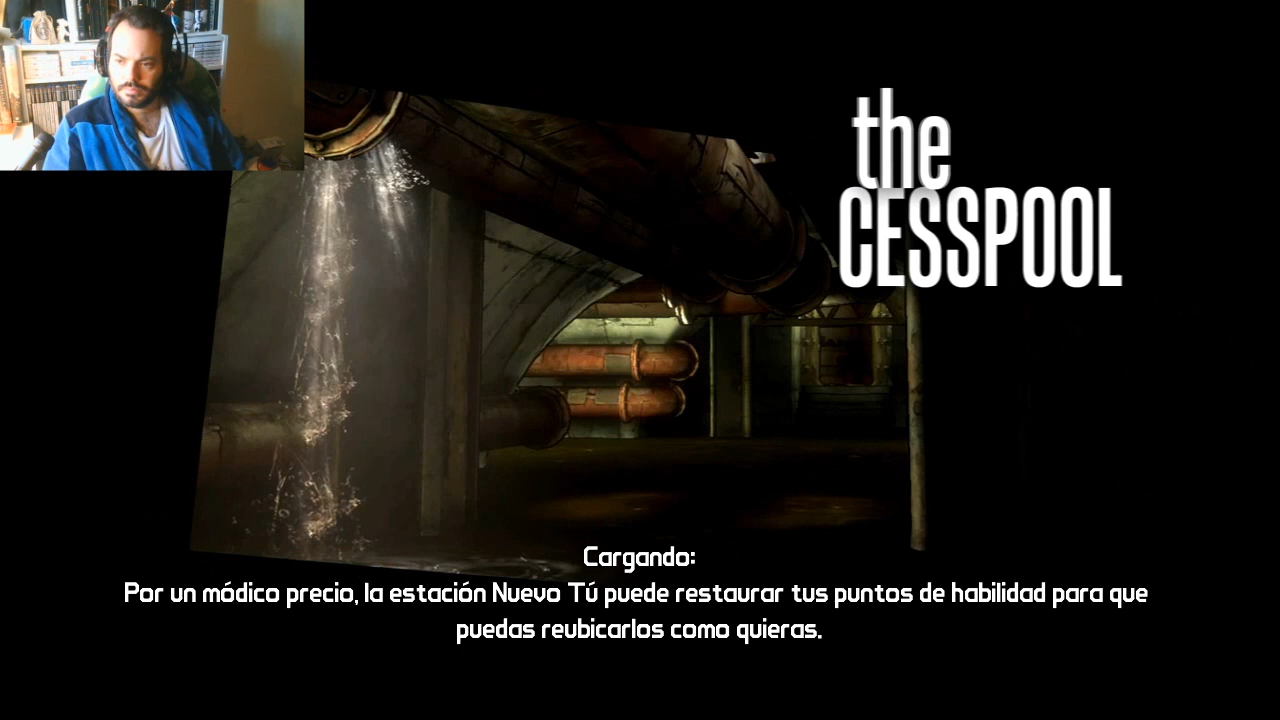 the
CESSPOOL
Cargando:
Por un módico precio, la estación Nuevo Tú puede restaurar tus puntos de habilidad para que
puedas reubicarlos como quieras.